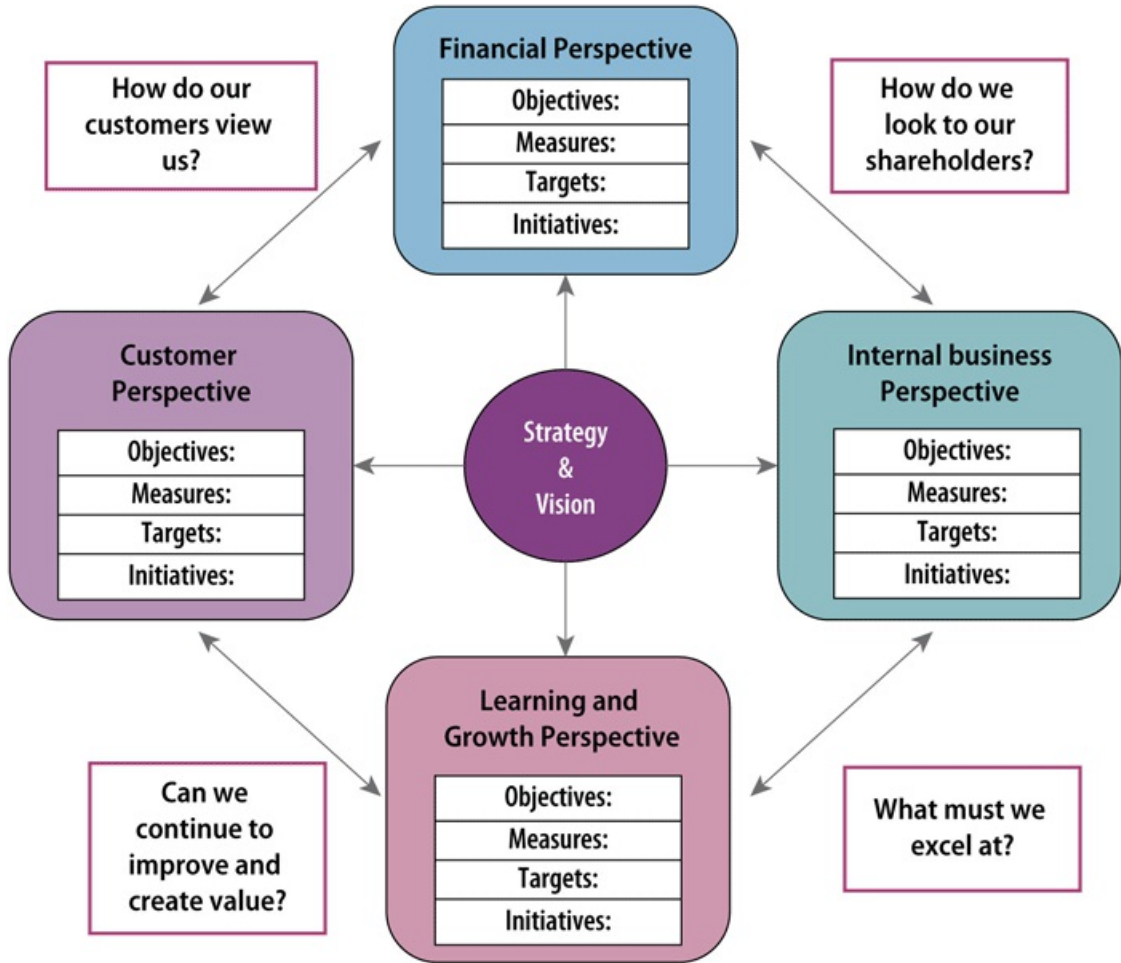 Financial Perspective
Objectives:
Measures:
Targets:
Initiatives:
How do our
customers view
us?
How do we
look to our
shareholders?
Customer
Perspective
Objectives:
Measures:
Targets:
Initiatives:
Strategy
&
Vision
Internal business
Perspective
Objectives:
Measures:
Targets:
Initiatives:
Learning and
Growth Perspective
Objectives:
Measures:
Targets:
Initiatives:
Can we
continue to
improve and
create value?
What must we
excel at?